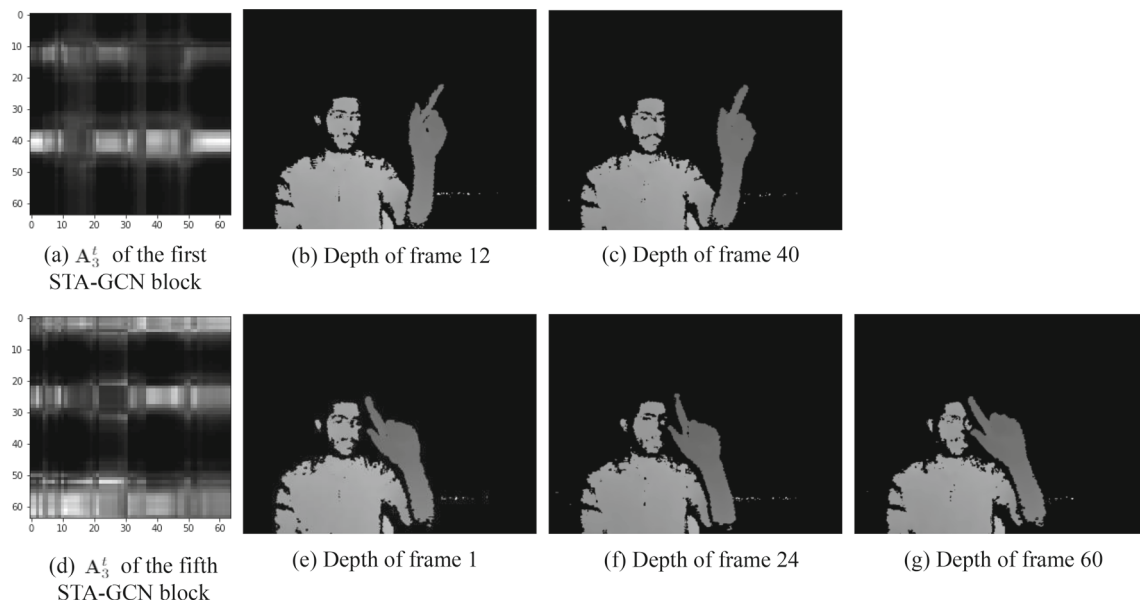 0
10
20
30
40
50
60
0 10 20 30 40 50 60
(a) A₃ᵗ of the first
STA-GCN block
(b) Depth of frame 12
(c) Depth of frame 40
0
10
20
30
40
50
60
0 10 20 30 40 50 60
(d) A₃ᵗ of the fifth
STA-GCN block
(e) Depth of frame 1
(f) Depth of frame 24
(g) Depth of frame 60